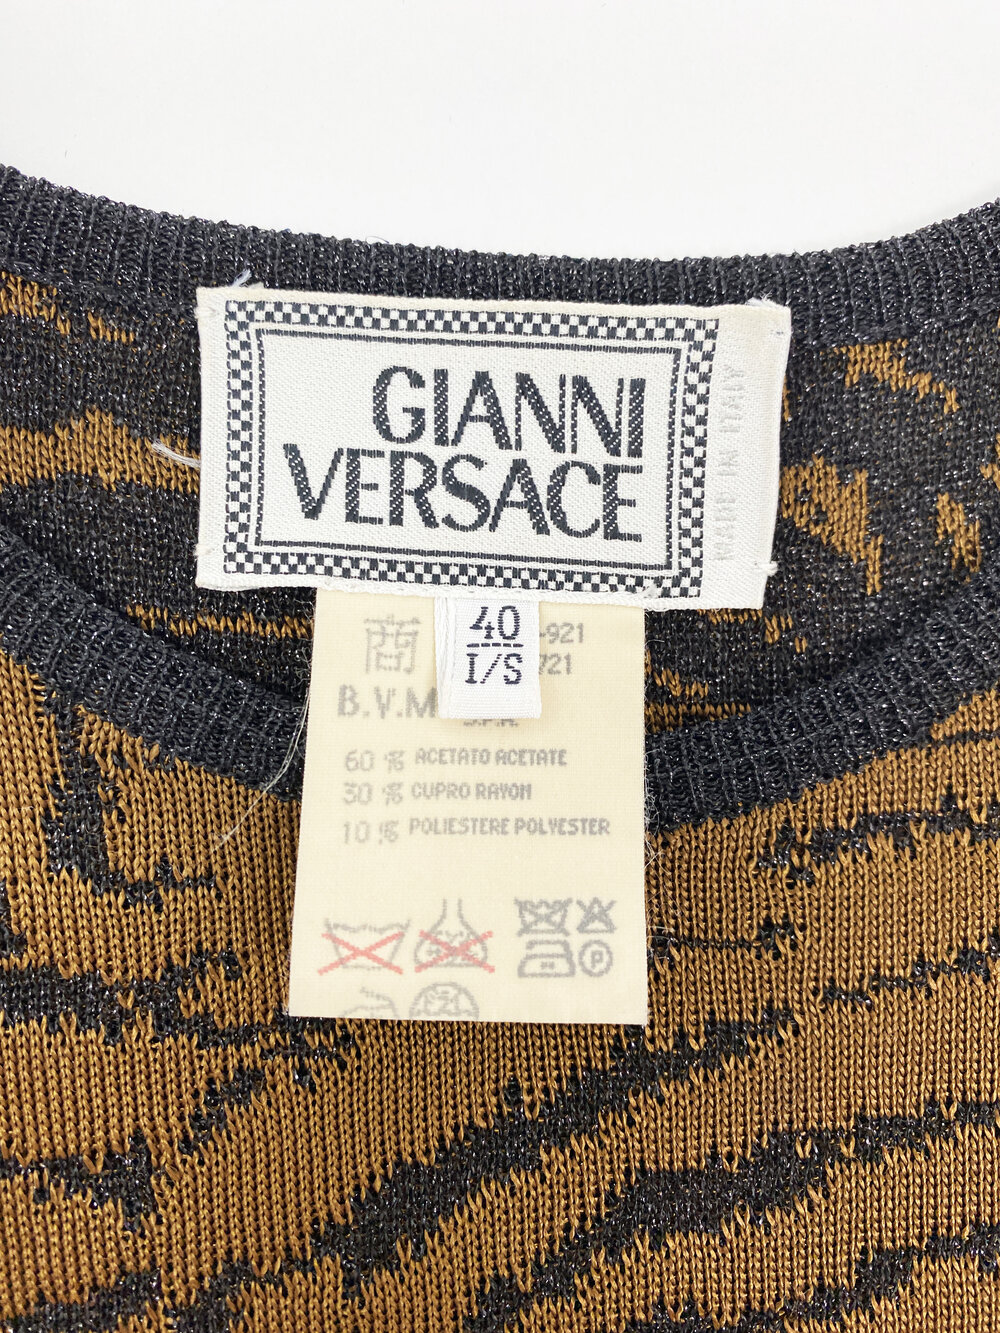 GIANNI
VERSACE
MADE IN ITALY
40
I/S
商
-921
721
B.V.M
S.P.A.
60 % ACETATO ACETATE
30 % CUPRO RAYON
10 % POLIESTERE POLYESTER
P